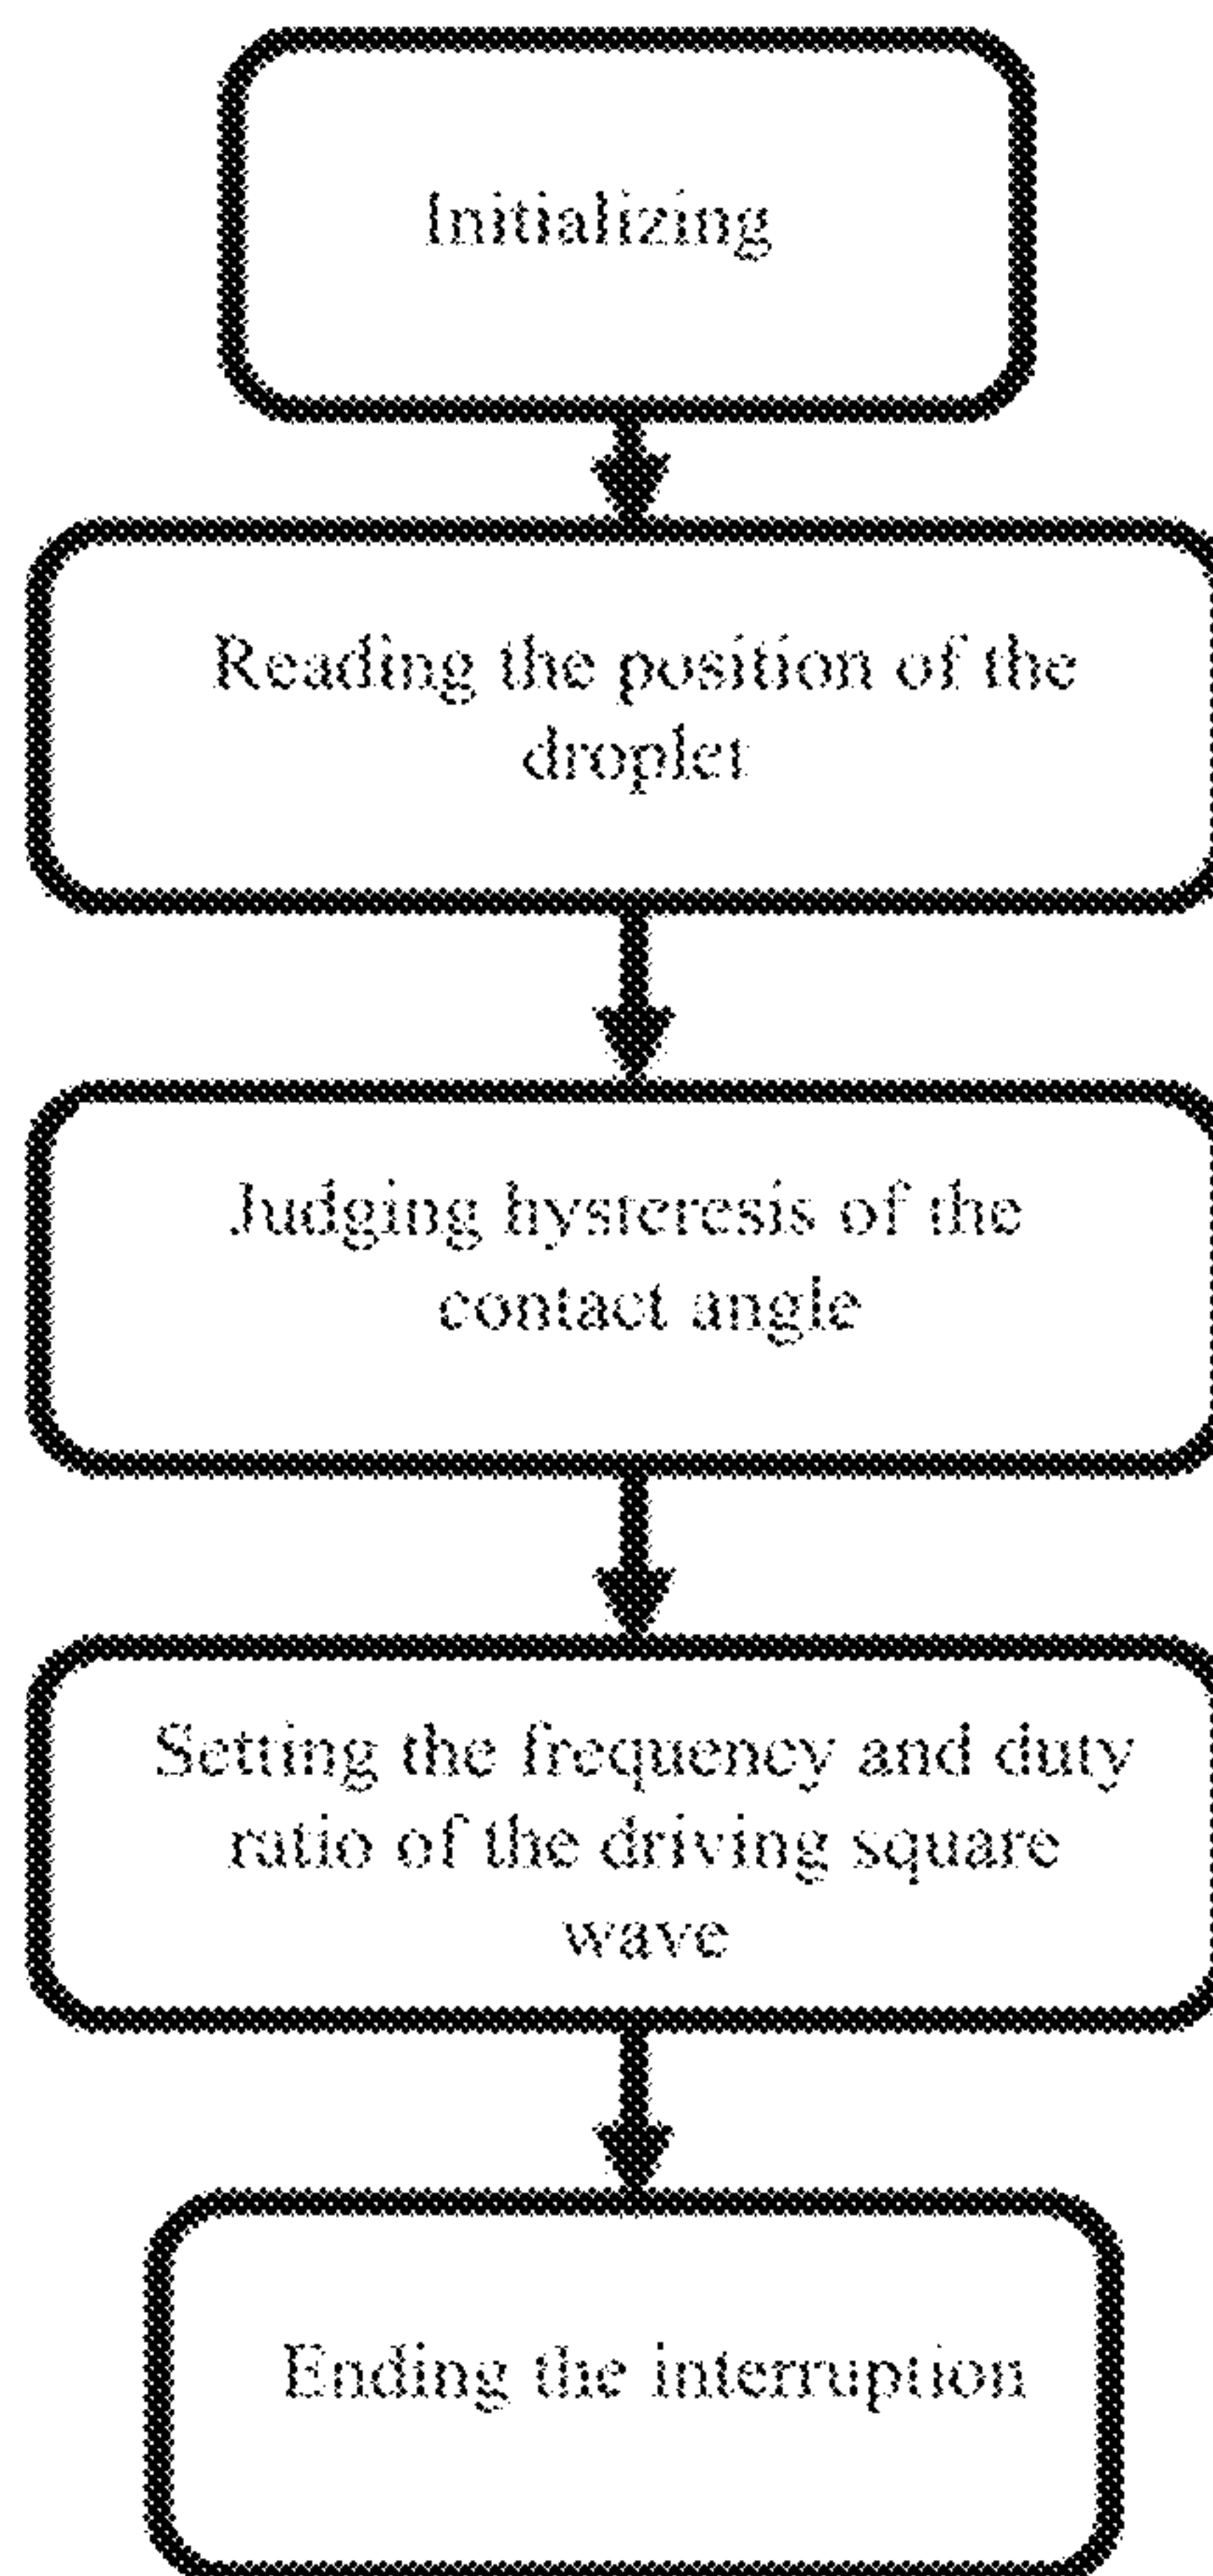 Initializing
Reading the position of the
droplet
Judging hysteresis of the
contact angle
Setting the frequency and duty
ratio of the driving square
wave
Ending the interruption